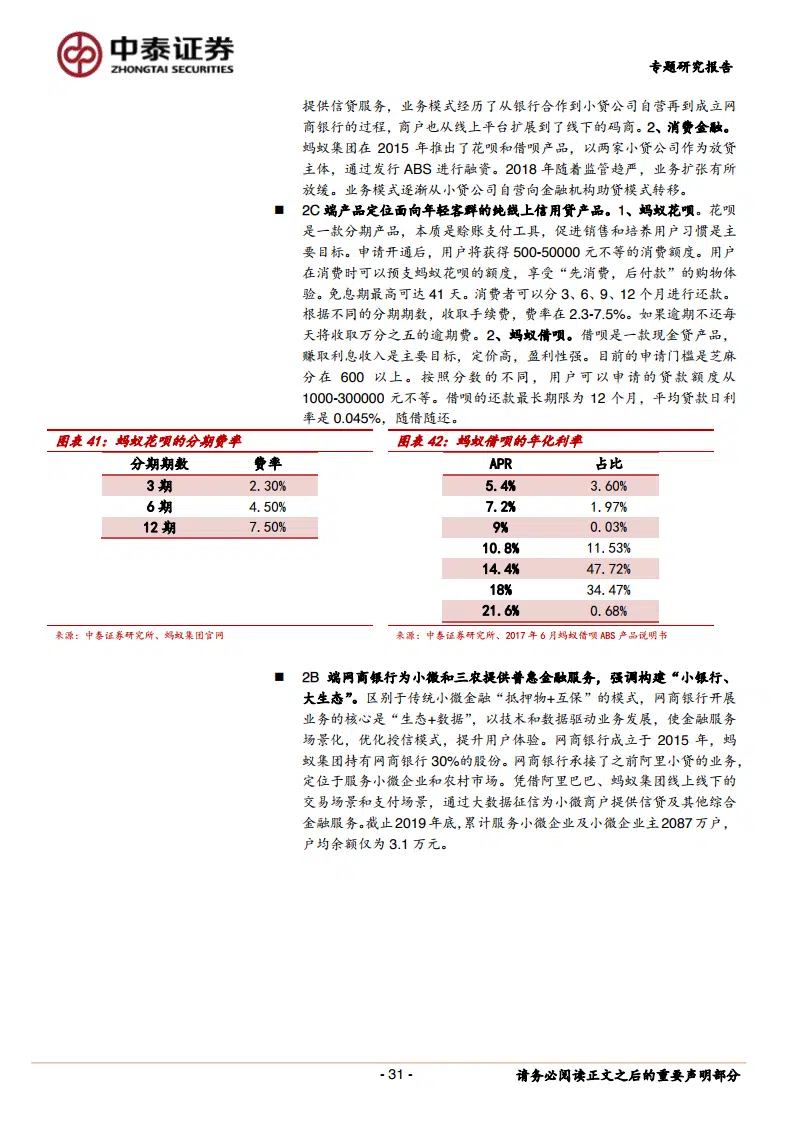 中泰证券
ZHONGTAI SECURITIES
专题研究报告
提供信贷服务，业务模式经历了从银行合作到小贷公司自营再到成立网
商银行的过程，商户也从线上平台扩展到了线下的码商。2、消费金融。
蚂蚁集团在 2015 年推出了花呗和借呗产品，以两家小贷公司作为放贷
主体，通过发行 ABS 进行融资。2018 年随着监管趋严，业务扩张有所
放缓。业务模式逐渐从小贷公司自营向金融机构助贷模式转移。
■ 2C 端产品定位面向年轻客群的纯线上信用贷产品。1、蚂蚁花呗。花呗
是一款分期产品，本质是赊账支付工具，促进销售和培养用户习惯是主
要目标。申请开通后，用户将获得 500-50000 元不等的消费额度。用户
在消费时可以预支蚂蚁花呗的额度，享受“先消费，后付款”的购物体
验。免息期最高可达 41 天。消费者可以分 3、6、9、12 个月进行还款。
根据不同的分期期数，收取手续费，费率在 2.3-7.5%。如果逾期不还每
天将收取万分之五的逾期费。2、蚂蚁借呗。借呗是一款现金贷产品，
赚取利息收入是主要目标，定价高，盈利性强。目前的申请门槛是芝麻
分在 600 以上。按照分数的不同，用户可以申请的贷款额度从
1000-300000 元不等。借呗的还款最长期限为 12 个月，平均贷款日利
率是 0.045%，随借随还。
图表 41：蚂蚁花呗的分期费率
分期期数 费率
3 期 2.30%
6 期 4.50%
12 期 7.50%
来源：中泰证券研究所、蚂蚁集团官网
图表 42：蚂蚁借呗的年化利率
APR 占比
5.4% 3.60%
7.2% 1.97%
9% 0.03%
10.8% 11.53%
14.4% 47.72%
18% 34.47%
21.6% 0.68%
来源：中泰证券研究所、2017 年 6 月蚂蚁借呗 ABS 产品说明书
■ 2B 端网商银行为小微和三农提供普惠金融服务，强调构建“小银行、
大生态”。区别于传统小微金融“抵押物+互保”的模式，网商银行开展
业务的核心是“生态+数据”，以技术和数据驱动业务发展，使金融服务
场景化，优化授信模式，提升用户体验。网商银行成立于 2015 年，蚂
蚁集团持有网商银行 30%的股份。网商银行承接了之前阿里小贷的业务，
定位于服务小微企业和农村市场。凭借阿里巴巴、蚂蚁集团线上线下的
交易场景和支付场景，通过大数据征信为小微商户提供信贷及其他综合
金融服务。截止 2019 年底，累计服务小微企业及小微企业主 2087 万户，
户均余额仅为 3.1 万元。
- 31 -
请务必阅读正文之后的重要声明部分